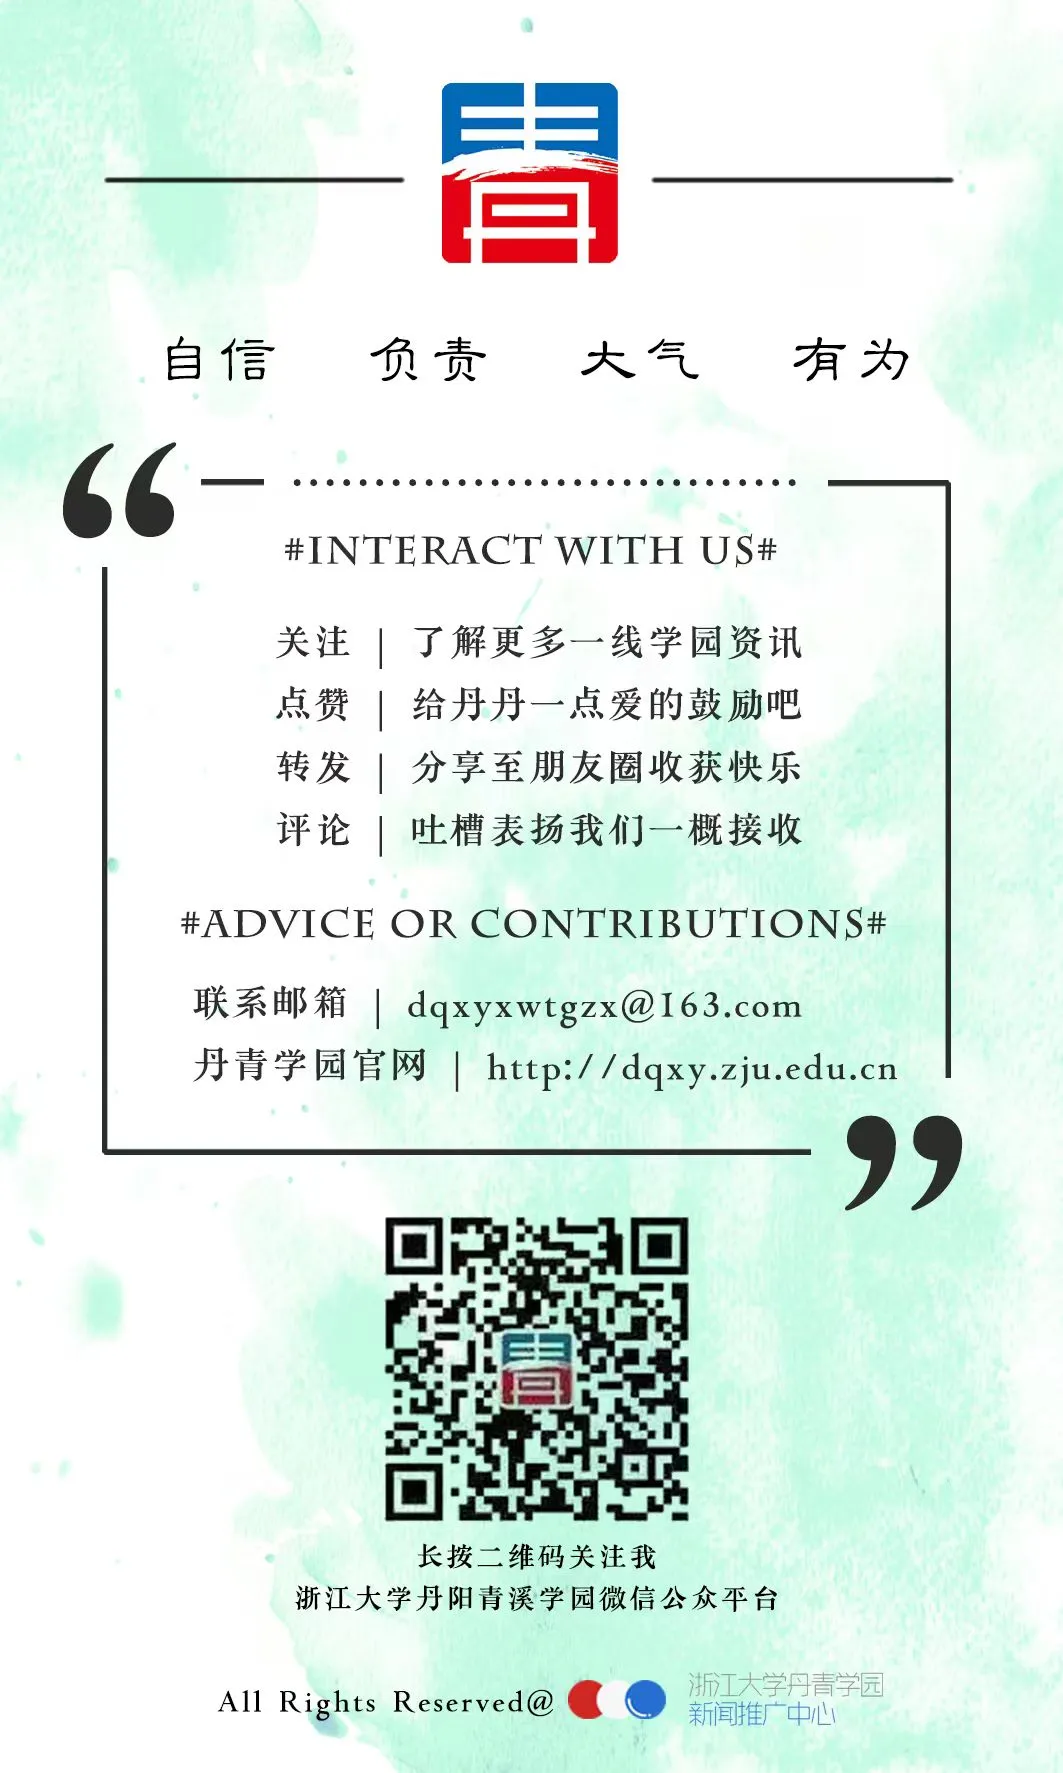 自信 负责 大气 有为
#INTERACT WITH US#
关注 | 了解更多一线学园资讯
点赞 | 给丹丹一点爱的鼓励吧
转发 | 分享至朋友圈收获快乐
评论 | 吐槽表扬我们一概接收
#ADVICE OR CONTRIBUTIONS#
联系邮箱 | dqxyxwtgzx@163.com
丹青学园官网 | http://dqxy.zju.edu.cn
长按二维码关注我
浙江大学丹阳青溪学园微信公众平台
All Rights Reserved@
浙江大学丹青学园
新闻推广中心